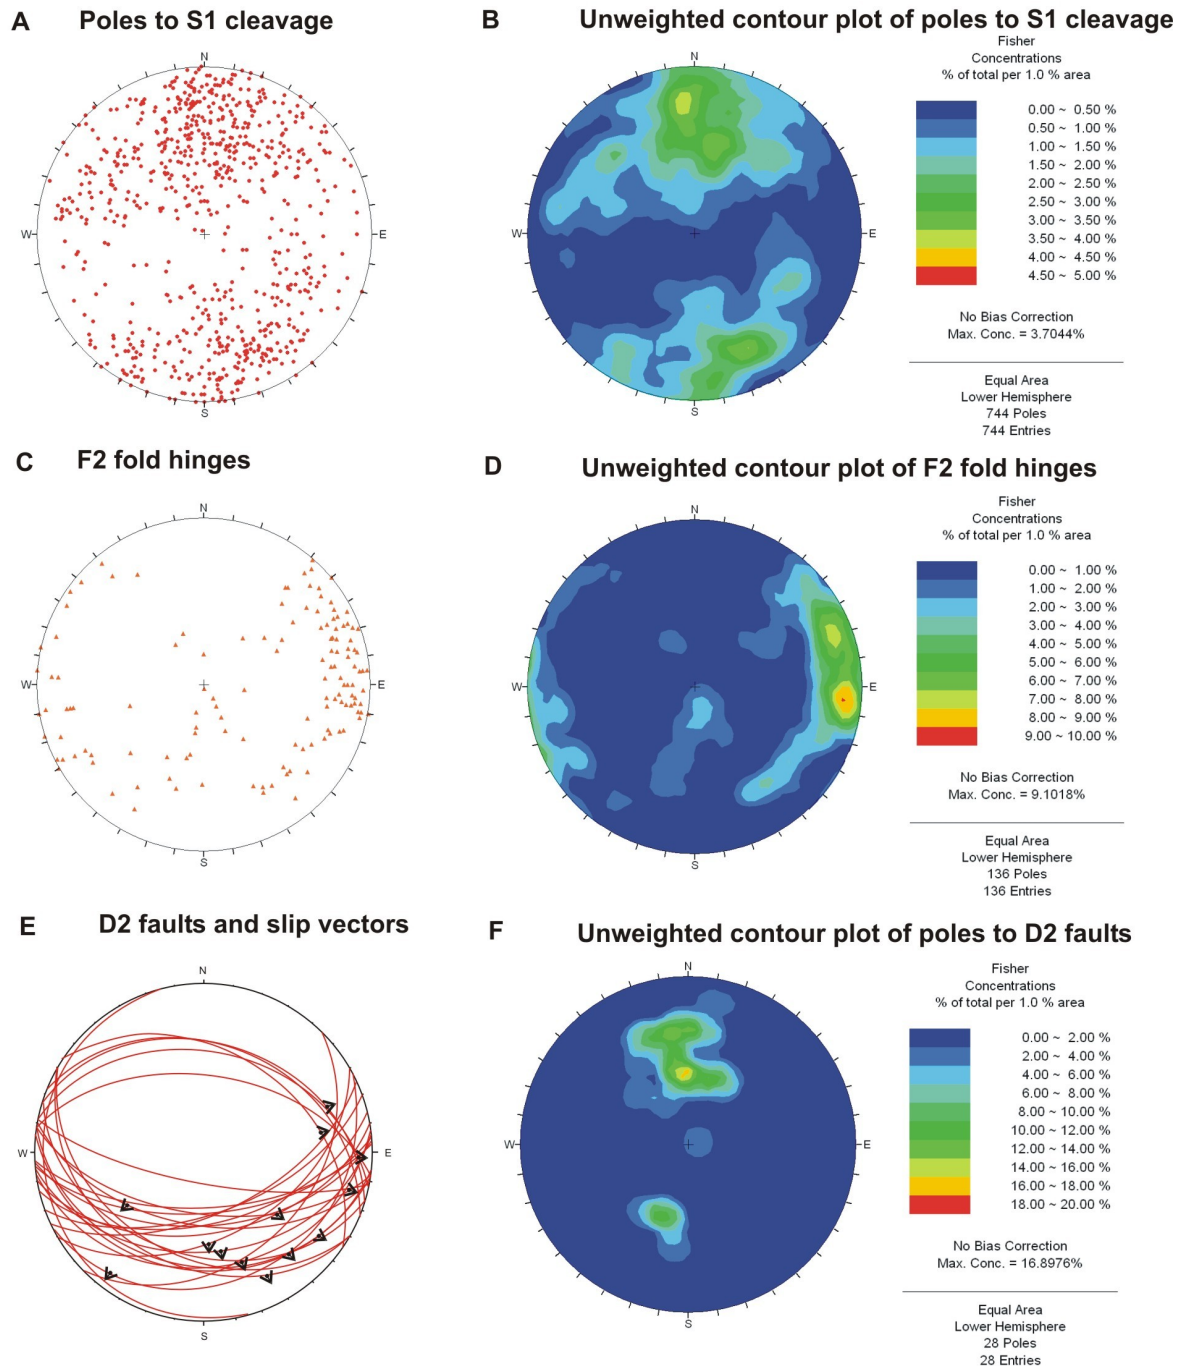 A Poles to S1 cleavage
N
W
E
S
B Unweighted contour plot of poles to S1 cleavage
N
W
E
S
Fisher
Concentrations
% of total per 1.0 % area
0.00 ~ 0.50 %
0.50 ~ 1.00 %
1.00 ~ 1.50 %
1.50 ~ 2.00 %
2.00 ~ 2.50 %
2.50 ~ 3.00 %
3.00 ~ 3.50 %
3.50 ~ 4.00 %
4.00 ~ 4.50 %
4.50 ~ 5.00 %
No Bias Correction
Max. Conc. = 3.7044%
Equal Area
Lower Hemisphere
744 Poles
744 Entries
C F2 fold hinges
N
W
E
S
D Unweighted contour plot of F2 fold hinges
N
W
E
S
Fisher
Concentrations
% of total per 1.0 % area
0.00 ~ 1.00 %
1.00 ~ 2.00 %
2.00 ~ 3.00 %
3.00 ~ 4.00 %
4.00 ~ 5.00 %
5.00 ~ 6.00 %
6.00 ~ 7.00 %
7.00 ~ 8.00 %
8.00 ~ 9.00 %
9.00 ~ 10.00 %
No Bias Correction
Max. Conc. = 9.1018%
Equal Area
Lower Hemisphere
136 Poles
136 Entries
E D2 faults and slip vectors
N
W
E
S
F Unweighted contour plot of poles to D2 faults
N
W
E
S
Fisher
Concentrations
% of total per 1.0 % area
0.00 ~ 2.00 %
2.00 ~ 4.00 %
4.00 ~ 6.00 %
6.00 ~ 8.00 %
8.00 ~ 10.00 %
10.00 ~ 12.00 %
12.00 ~ 14.00 %
14.00 ~ 16.00 %
16.00 ~ 18.00 %
18.00 ~ 20.00 %
No Bias Correction
Max. Conc. = 16.8976%
Equal Area
Lower Hemisphere
28 Poles
28 Entries